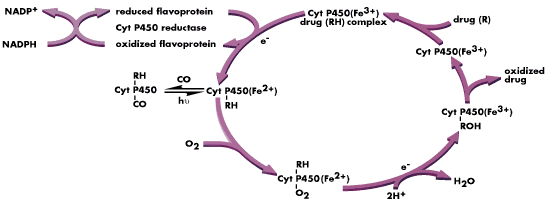 NADP+
NADPH
reduced flavoprotein
Cyt P450 reductase
oxidized flavoprotein
e-
Cyt P450(Fe3+)
drug (RH) complex
drug (R)
Cyt P450(Fe3+)
oxidized
drug
Cyt P450(Fe3+)
ROH
RH
Cyt P450
CO
CO
hυ
Cyt P450(Fe2+)
RH
O2
RH
Cyt P450(Fe2+)
O2
e-
2H+
H2O